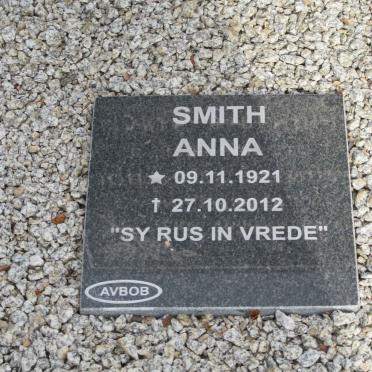 SMITH
ANNA
★ 09.11.1921
† 27.10.2012
"SY RUS IN VREDE"
AVBOB